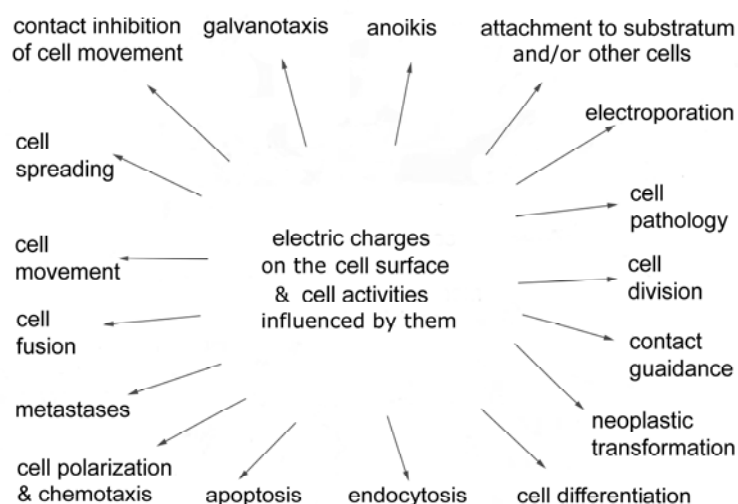 contact inhibition
of cell movement
galvanotaxis
anoikis
attachment to substratum
and/or other cells
electroporation
cell
spreading
cell
pathology
electric charges
on the cell surface
& cell activities
influenced by them
cell
movement
cell
division
cell
fusion
contact
guaidance
metastases
neoplastic
transformation
cell polarization
& chemotaxis
apoptosis
endocytosis
cell differentiation